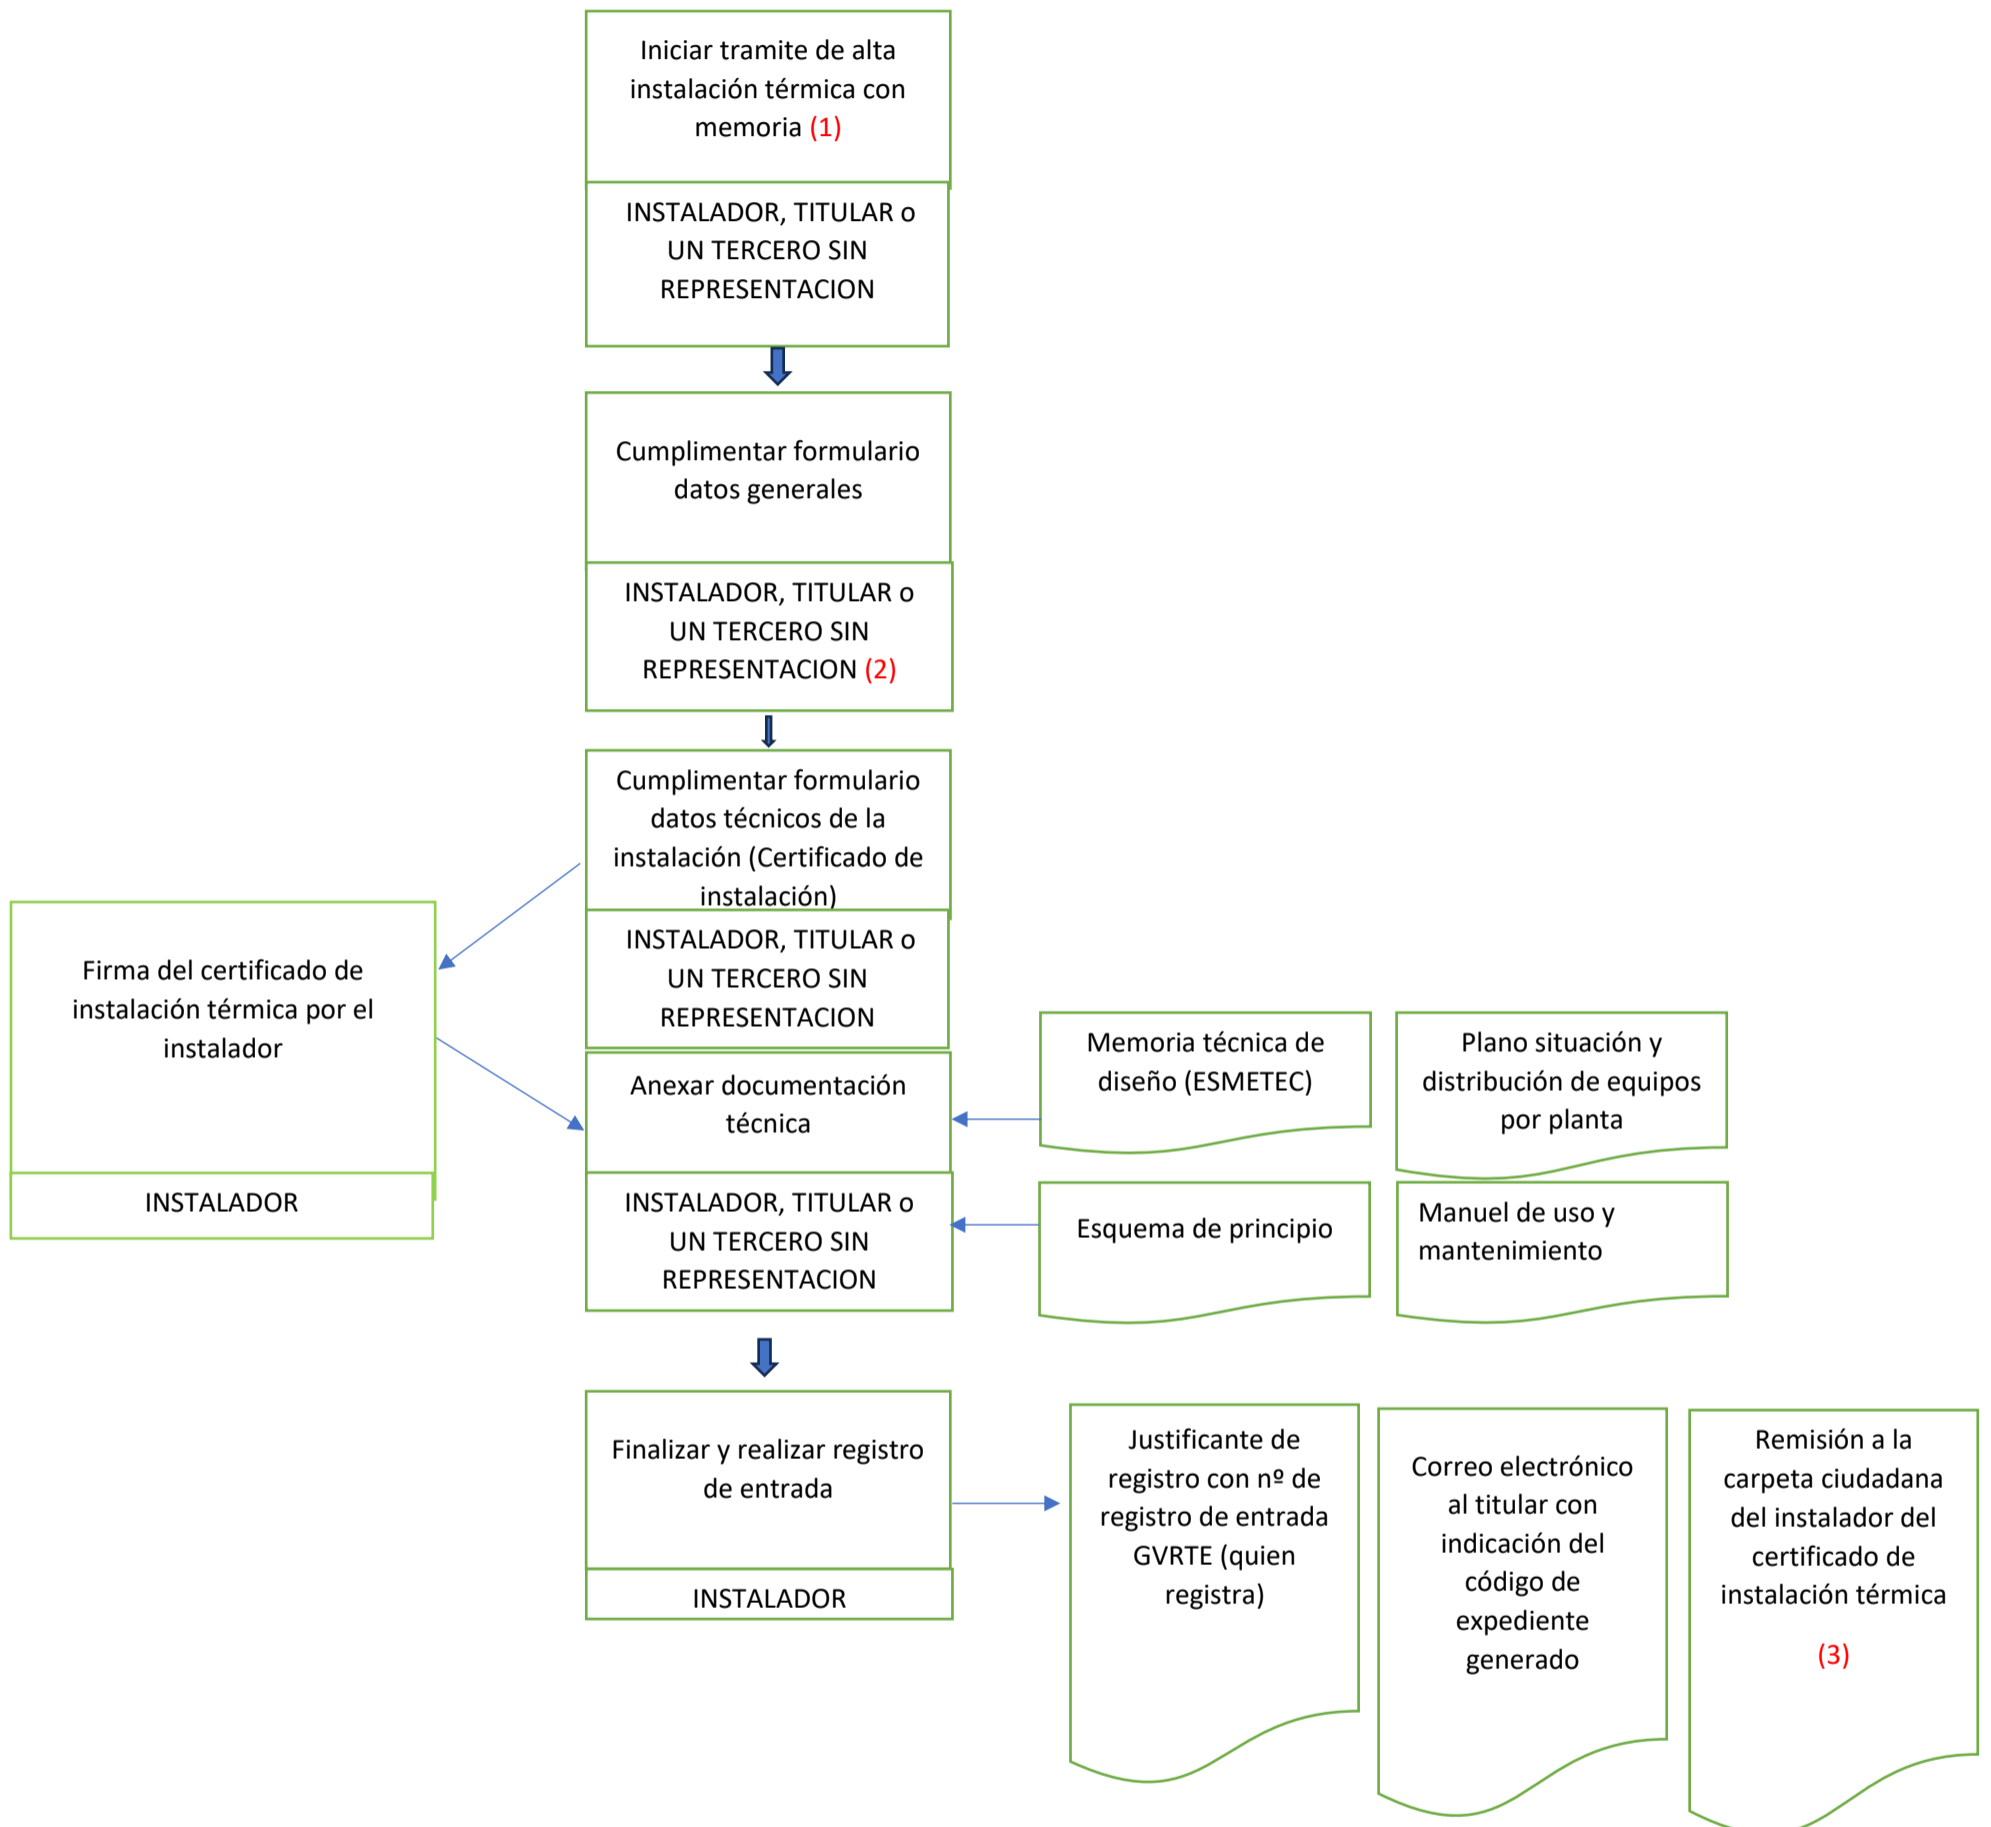 Iniciar tramite de alta
instalación térmica con
memoria (1)
INSTALADOR, TITULAR o
UN TERCERO SIN
REPRESENTACION
Cumplimentar formulario
datos generales
INSTALADOR, TITULAR o
UN TERCERO SIN
REPRESENTACION (2)
Cumplimentar formulario
datos técnicos de la
instalación (Certificado de
instalación)
INSTALADOR, TITULAR o
UN TERCERO SIN
REPRESENTACION
Firma del certificado de
instalación térmica por el
instalador
INSTALADOR
Anexar documentación
técnica
INSTALADOR, TITULAR o
UN TERCERO SIN
REPRESENTACION
Memoria técnica de
diseño (ESMETEC)
Plano situación y
distribución de equipos
por planta
Esquema de principio
Manuel de uso y
mantenimiento
Finalizar y realizar registro
de entrada
INSTALADOR
Justificante de
registro con nº de
registro de entrada
GVRTE (quien
registra)
Correo electrónico
al titular con
indicación del
código de
expediente
generado
Remisión a la
carpeta ciudadana
del instalador del
certificado de
instalación térmica
(3)